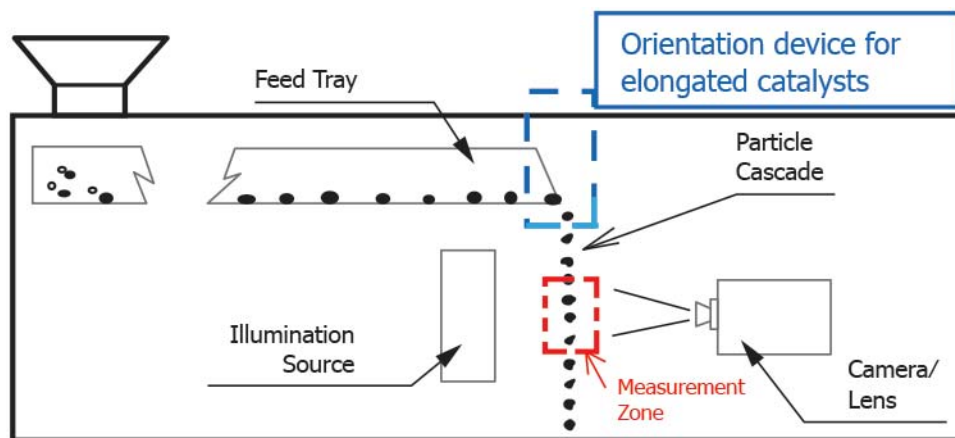 Orientation device for
elongated catalysts
Feed Tray
Particle
Cascade
Illumination
Source
Measurement
Zone
Camera/
Lens